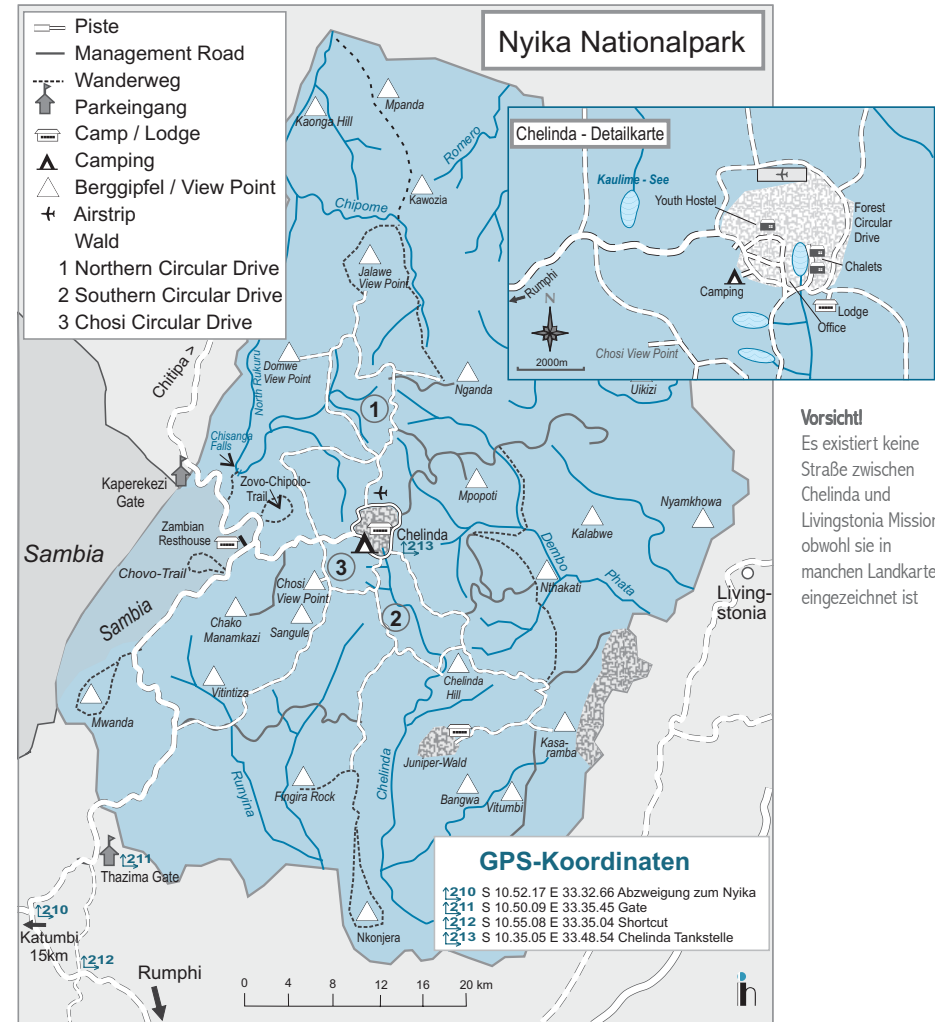 Piste
Management Road
Wanderweg
Parkeingang
Camp / Lodge
Camping
Berggipfel / View Point
Airstrip
Wald
1 Northern Circular Drive
2 Southern Circular Drive
3 Chosi Circular Drive
Nyika Nationalpark
Chelinda - Detailkarte
Kaulime - See
Youth Hostel
Forest
Circular
Drive
Chalets
Camping
Rumphi
Lodge
Office
N
2000m
Chosi View Point
Vorsicht!
Es existiert keine
Straße zwischen
Chelinda und
Livingstonia Mission
obwohl sie in
manchen Landkarte
eingezeichnet ist
Kaonga Hill
Mpanda
Romero
Kawozia
Chipome
Jalawe
View Point
Chitipa >
North Rukuru
Domwe
View Point
Nganda
Uikizi
1
Chisanga
Falls
Kaperekezi
Gate
Zovo-Chipolo-
Trail
Mpopoti
Nyamkhowa
Kalabwe
Zambian
Resthouse
Chelinda
213
Sambia
Chovo-Trail
3
Chosi
View Point
Dembo
Nthakati
Phata
Living-
stonia
Sambia
Chako
Manamkazi
Sangule
2
Vitintiza
Chelinda
Hill
Mwanda
Juniper-Wald
Kasa-
ramba
Runyina
Fingira Rock
Chelinda
Bangwa
Vitumbi
211
Thazima Gate
210
Katumbi
15km
212
Rumphi
Nkonjera
0 4 8 12 16 20 km
GPS-Koordinaten
210 S 10.52.17 E 33.32.66 Abzweigung zum Nyika
211 S 10.50.09 E 33.35.45 Gate
212 S 10.55.08 E 33.35.04 Shortcut
213 S 10.35.05 E 33.48.54 Chelinda Tankstelle